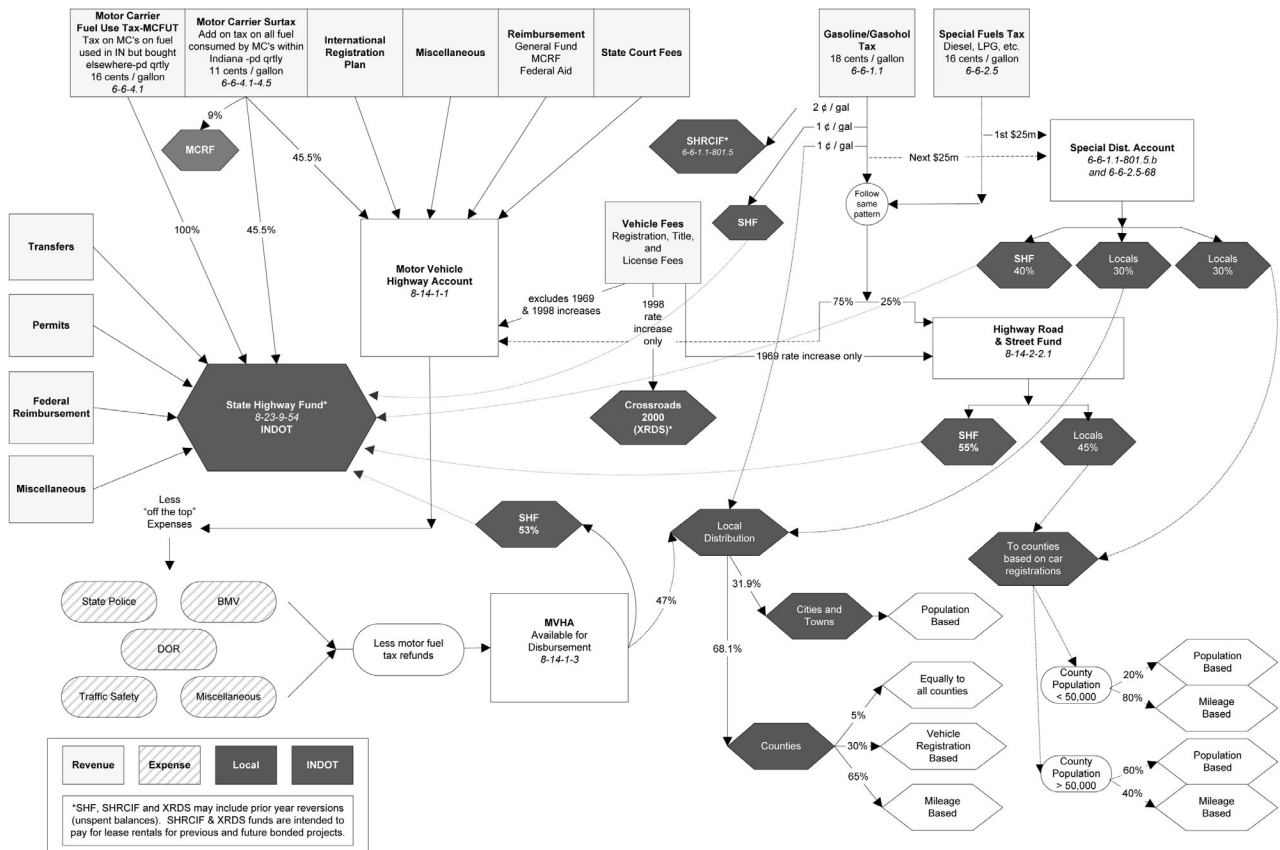 Motor Carrier
Fuel Use Tax-MCFUT
Tax on MC's on fuel
used in IN but bought
elsewhere-pd qrtly
16 cents / gallon
6-6-4.1
Motor Carrier Surtax
Add on tax on all fuel
consumed by MC's within
Indiana -pd qrtly
11 cents / gallon
6-6-4.1-4.5
International
Registration
Plan
Miscellaneous
Reimbursement
General Fund
MCRF
Federal Aid
State Court Fees
Gasoline/Gasohol
Tax
18 cents / gallon
6-6-1.1
Special Fuels Tax
Diesel, LPG, etc.
16 cents / gallon
6-6-2.5
9%
MCRF
45.5%
100%
45.5%
2 ¢ / gal
1 ¢ / gal
1 ¢ / gal
SHRCIF*
6-6-1.1-801.5
1st $25m
Next $25m
Special Dist. Account
6-6-1.1-801.5.b
and 6-6-2.5-68
Follow
same
pattern
SHF
Vehicle Fees
Registration, Title,
and
License Fees
Transfers
Permits
Federal
Reimbursement
Miscellaneous
Motor Vehicle
Highway Account
8-14-1-1
excludes 1969
& 1998 increases
1998
rate
increase
only
75%
25%
SHF
40%
Locals
30%
Locals
30%
Highway Road
& Street Fund
8-14-2-2.1
1969 rate increase only
State Highway Fund*
8-23-9-54
INDOT
Crossroads
2000
(XRDS)*
SHF
55%
Locals
45%
Less
"off the top"
Expenses
SHF
53%
Local
Distribution
To counties
based on car
registrations
State Police
BMV
DOR
Traffic Safety
Miscellaneous
Less motor fuel
tax refunds
MVHA
Available for
Disbursement
8-14-1-3
47%
31.9%
68.1%
Cities and
Towns
Population
Based
Counties
5%
30%
65%
Equally to
all counties
Vehicle
Registration
Based
Mileage
Based
County
Population
< 50,000
20%
80%
Population
Based
Mileage
Based
County
Population
> 50,000
60%
40%
Population
Based
Mileage
Based
Revenue
Expense
Local
INDOT
*SHF, SHRCIF and XRDS may include prior year reversions
(unspent balances). SHRCIF & XRDS funds are intended to
pay for lease rentals for previous and future bonded projects.